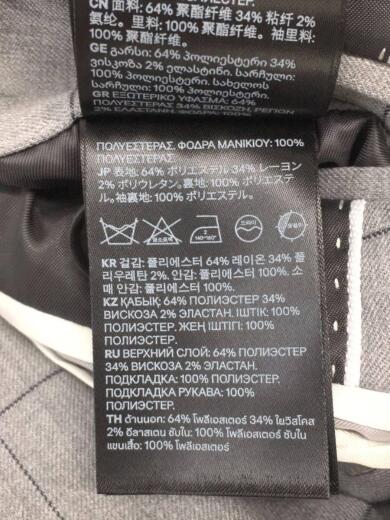 CN 面料: 64% 聚酯纤维 34% 粘纤 2%
氨纶。里料: 100% 聚酯纤维。袖里料:
100% 聚酯纤维。
GE გარსი: 64% პოლიესტერი 34%
ვისკოზა 2% ელასტინი. სარჩული:
100% პოლიესტერი. სახელოს
სარჩული: 100% პოლიესტერი.
GR ΕΞΩΤΕΡΙΚΟ ΥΦΑΣΜΑ: 64%
ΠΟΛΥΕΣΤΕΡΑΣ 34% ΒΙΣΚΟΖΗ
2% ΕΛΑΣΤΑΝΗ. ΦΟΔΡΑ: 100%
ΠΟΛΥΕΣΤΕΡΑΣ. ΦΟΔΡΑ ΜΑΝΙΚΙΟΥ: 100%
ΠΟΛΥΕΣΤΕΡΑΣ.
JP 表地: 64% ポリエステル 34% レーヨン
2% ポリウレタン。裏地: 100% ポリエステ
ル。袖裏地: 100% ポリエステル。
KR 겉감: 폴리에스터 64% 레이온 34% 폴
리우레탄 2%. 안감: 폴리에스터 100%. 소
매 안감: 폴리에스터 100%.
KZ ҚАБЫҚ: 64% ПОЛИЭСТЕР 34%
ВИСКОЗА 2% ЭЛАСТАН. ІШТІК: 100%
ПОЛИЭСТЕР. ЖЕҢ ІШТІГІ: 100%
ПОЛИЭСТЕР.
RU ВЕРХНИЙ СЛОЙ: 64% ПОЛИЭСТЕР
34% ВИСКОЗА 2% ЭЛАСТАН.
ПОДКЛАДКА: 100% ПОЛИЭСТЕР.
ПОДКЛАДКА РУКАВА: 100%
ПОЛИЭСТЕР.
TH ด้านนอก: 64% โพลีเอสเตอร์ 34% ใยวิสโคส
2% อีลาสเตน ซับใน: 100% โพลีเอสเตอร์ ซับใน
แขนเสื้อ: 100% โพลีเอสเตอร์